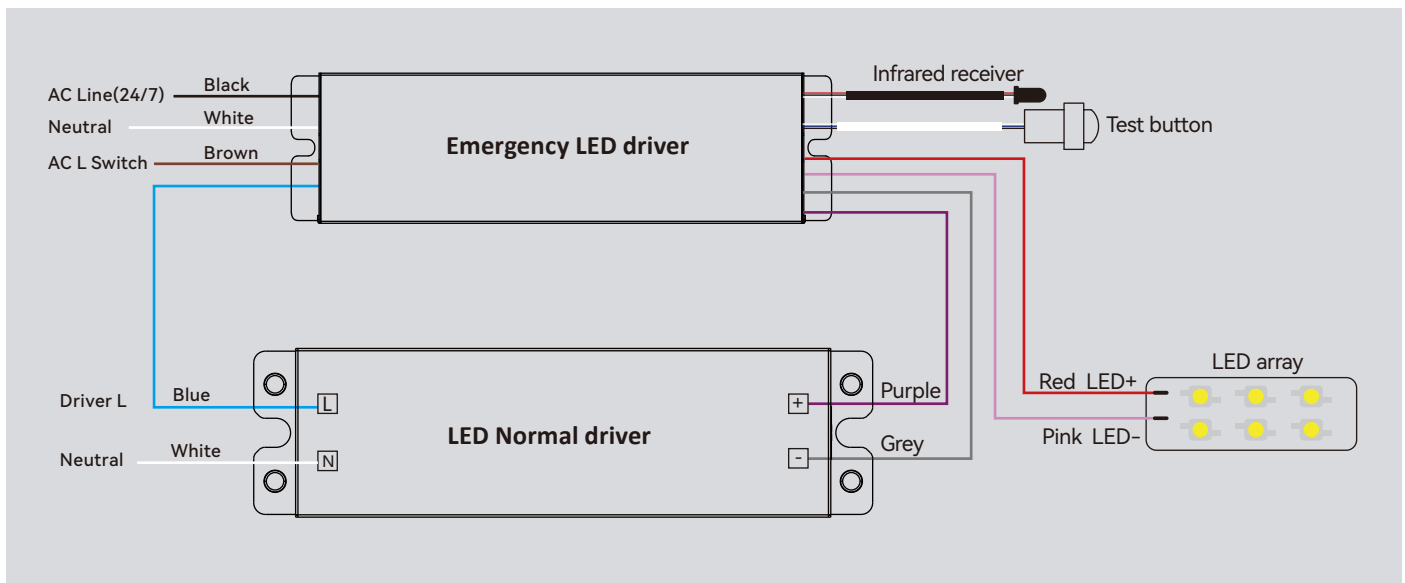 AC Line(24/7) Black
Neutral White
AC L Switch Brown
Emergency LED driver
Infrared receiver
Test button
Driver L Blue
Neutral White
L
N
LED Normal driver
+
-
Purple
Grey
LED array
Red LED+
Pink LED-